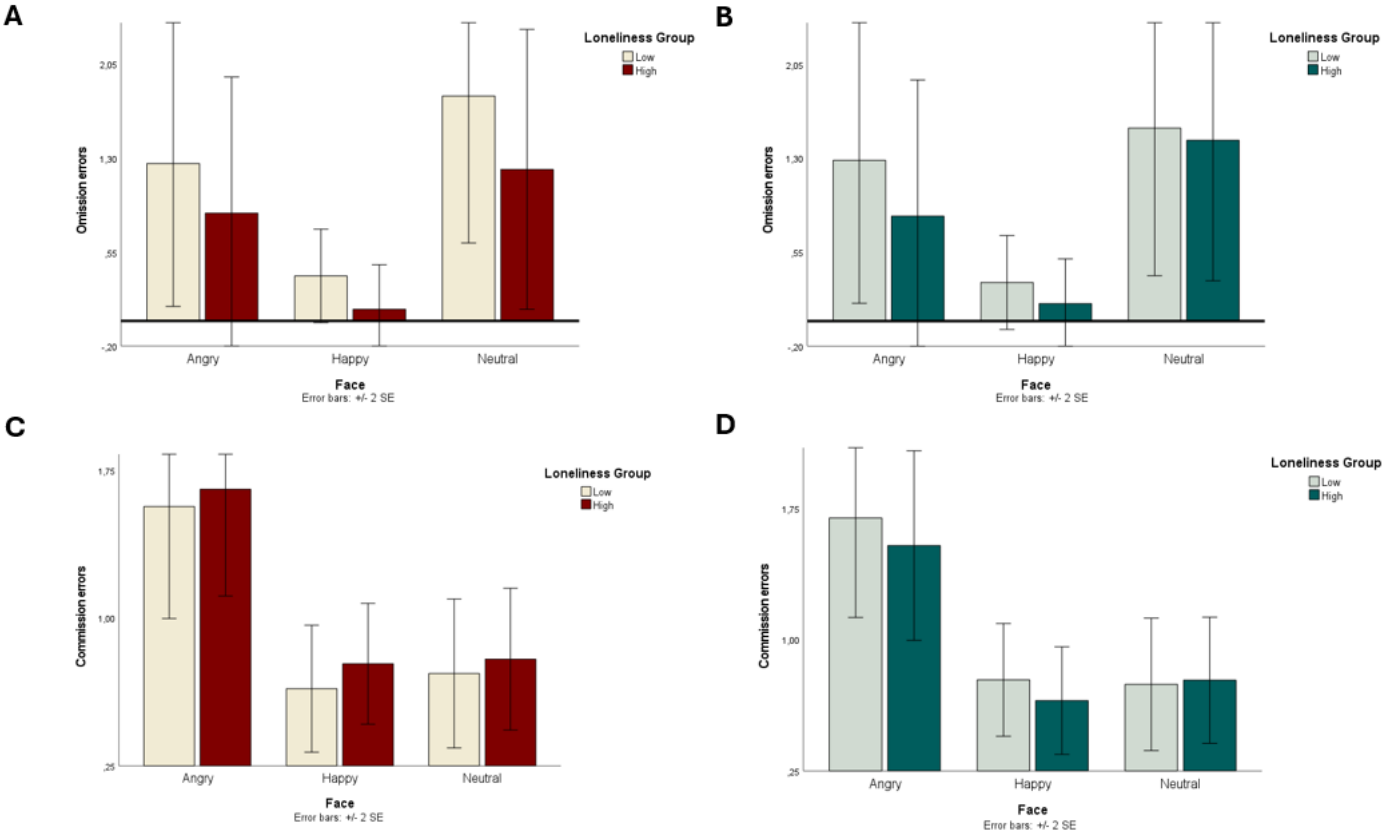 A
Loneliness Group
Low
High
2,05
1,30
,55
-,20
Omission errors
Angry
Happy
Neutral
Face
Error bars: +/- 2 SE
B
Loneliness Group
Low
High
2,05
1,30
,55
-,20
Omission errors
Angry
Happy
Neutral
Face
Error bars: +/- 2 SE
C
Loneliness Group
Low
High
1,75
1,00
,25
Commission errors
Angry
Happy
Neutral
Face
Error bars: +/- 2 SE
D
Loneliness Group
Low
High
1,75
1,00
,25
Commission errors
Angry
Happy
Neutral
Face
Error bars: +/- 2 SE